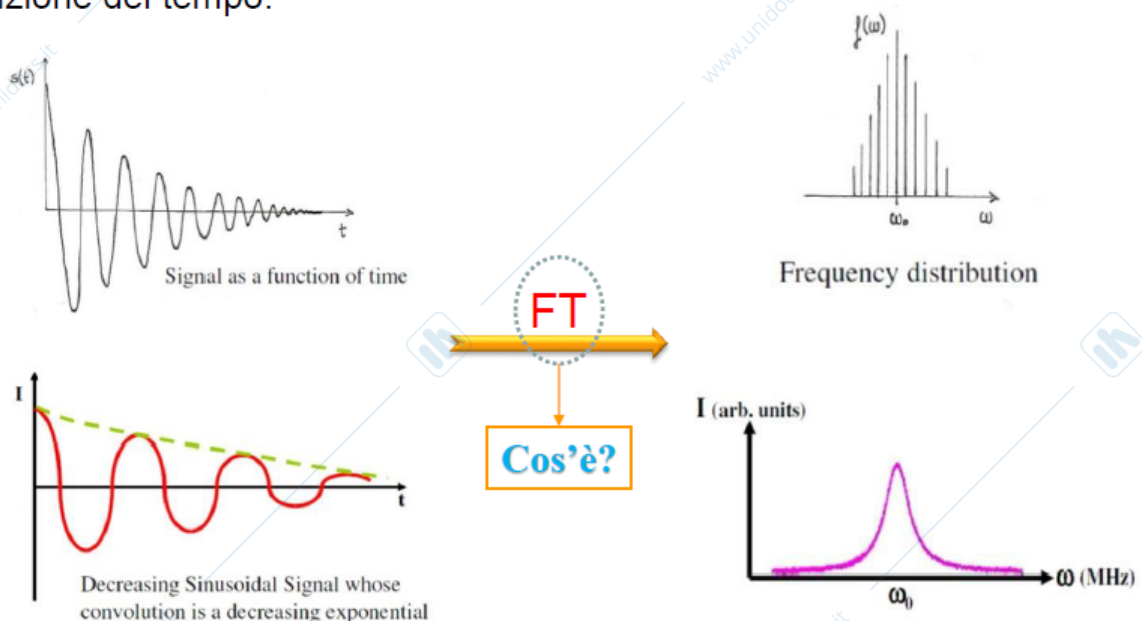 izione del tempo.
s(t)
t
Signal as a function of time
f(ω)
ω₀
ω
Frequency distribution
FT
Cos'è?
I
t
Decreasing Sinusoidal Signal whose
convolution is a decreasing exponential
I (arb. units)
ω (MHz)
ω₀